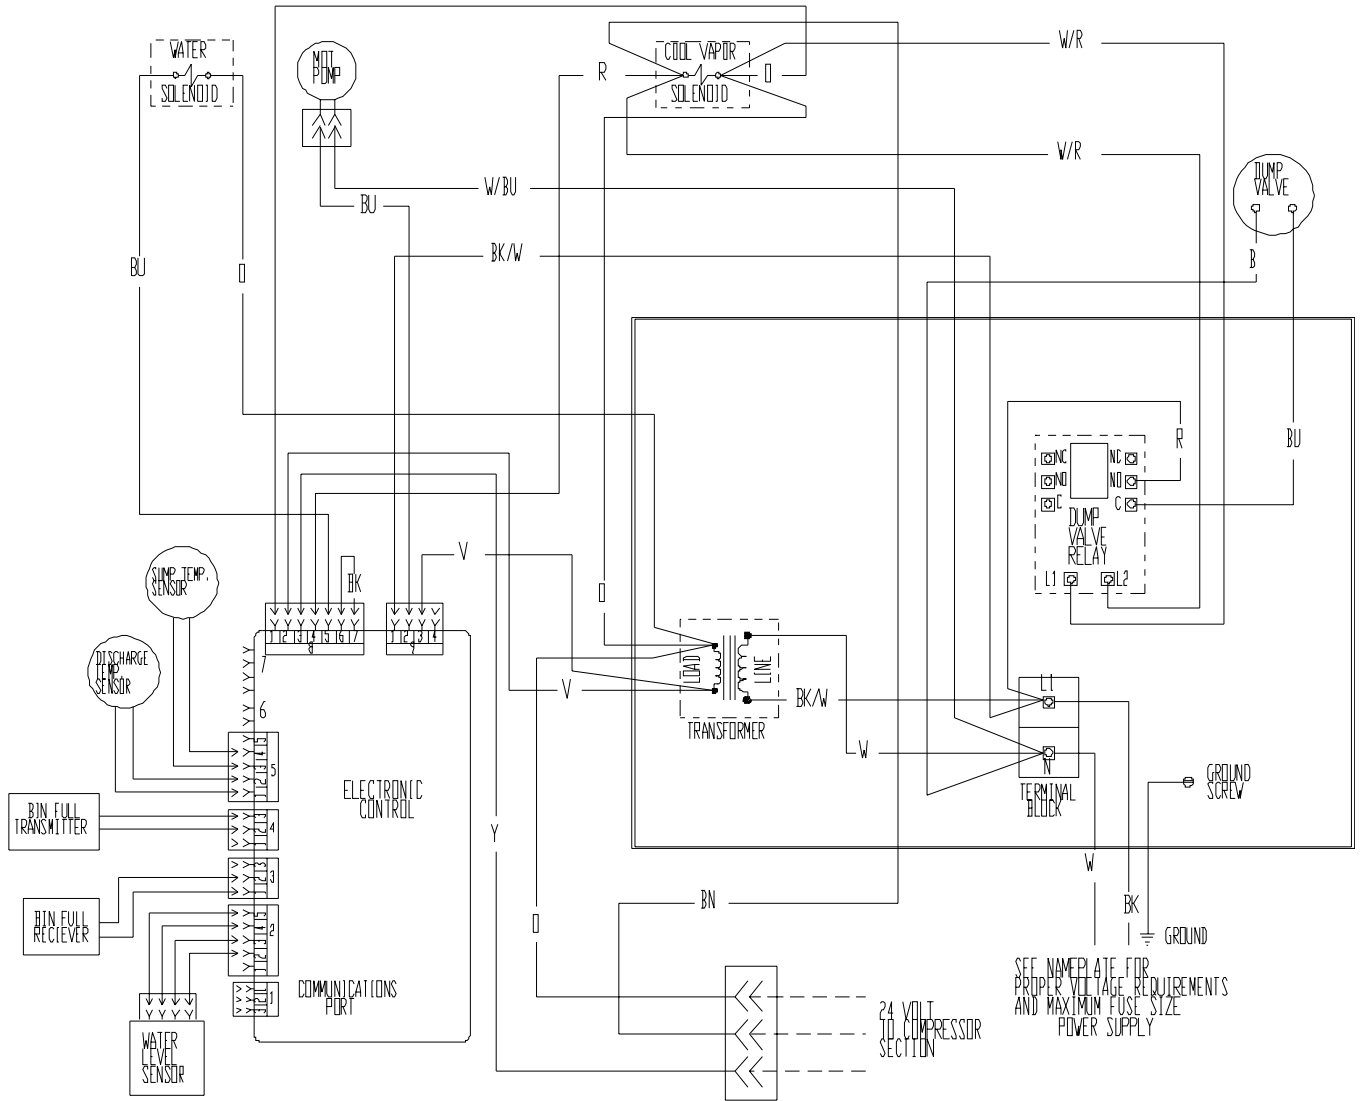 WATER
SOLENOID
MOT
PUMP
COOL VAPOR
SOLENOID
R
O
W/R
W/R
DUMP
VALVE
W/BU
BU
BK/W
B
BU
O
NC
NO
C
NC
NO
C
DUMP
VALVE
RELAY
L1
L2
R
BU
SUMP TEMP.
SENSOR
V
BK
1 2 3 4 5 6 7
8
1 2 3 4
9
O
DISCHARGE
TEMP
SENSOR
7
6
5
LOAD
LINE
TRANSFORMER
V
BK/W
W
L1
N
TERMINAL
BLOCK
GROUND
SCREW
ELECTRONIC
CONTROL
BIN FULL
TRANSMITTER
4
3
2
1
Y
W
BK
BN
O
BIN FULL
RECIEVER
GROUND
COMMUNICATIONS
PORT
WATER
LEVEL
SENSOR
24 VOLT
TO COMPRESSOR
SECTION
SEE NAMEPLATE FOR
PROPER VOLTAGE REQUIREMENTS
AND MAXIMUM FUSE SIZE
POWER SUPPLY